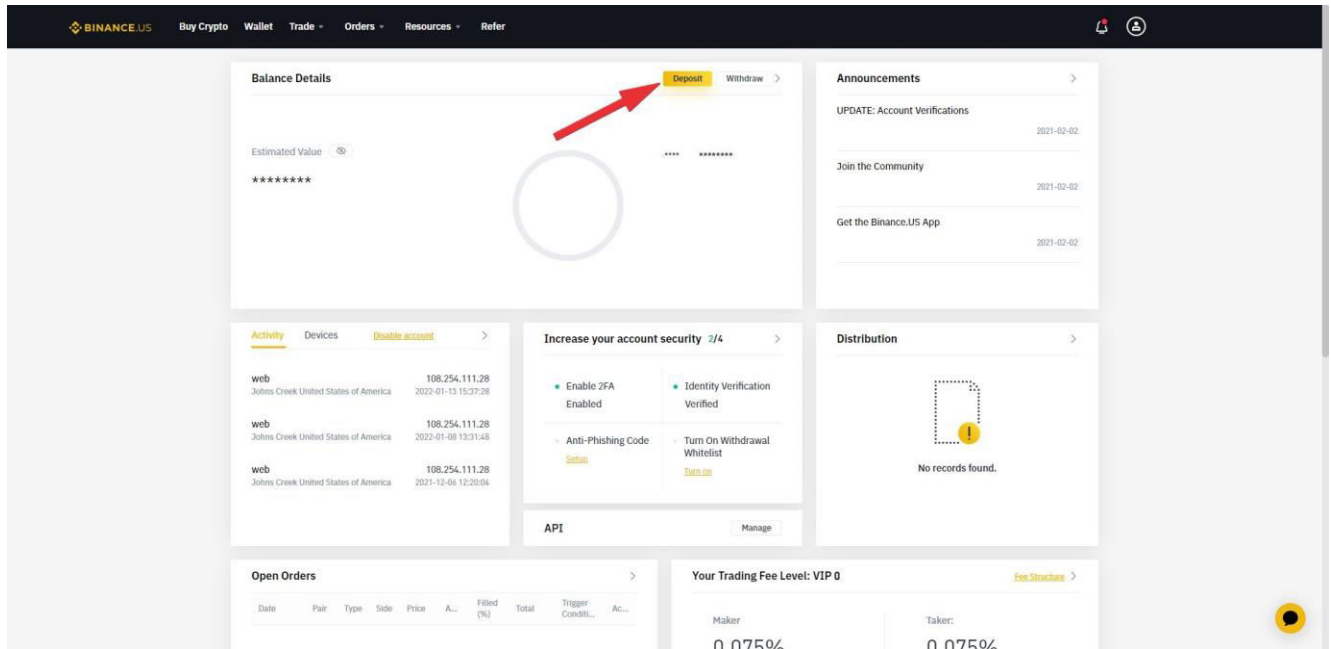 BINANCE.US Buy Crypto Wallet Trade Orders Resources Refer
Balance Details Deposit Withdraw
Estimated Value
********
**** ********
Announcements
UPDATE: Account Verifications
2021-02-02
Join the Community
2021-02-02
Get the Binance.US App
2021-02-02
Activity Devices Disable account
web 108.254.111.28
Johns Creek United States of America 2022-01-13 15:37:28
web 108.254.111.28
Johns Creek United States of America 2022-01-08 13:31:48
web 108.254.111.28
Johns Creek United States of America 2021-12-06 12:20:04
Increase your account security 2/4
Enable 2FA
Enabled
Identity Verification
Verified
Anti-Phishing Code
Setup
Turn On Withdrawal
Whitelist
Turn on
API Manage
Distribution
!
No records found.
Open Orders
Date Pair Type Side Price A... Filled (%) Total Trigger Conditi... Ac...
Your Trading Fee Level: VIP 0 Fee Structure
Maker
0.075%
Taker:
0.075%